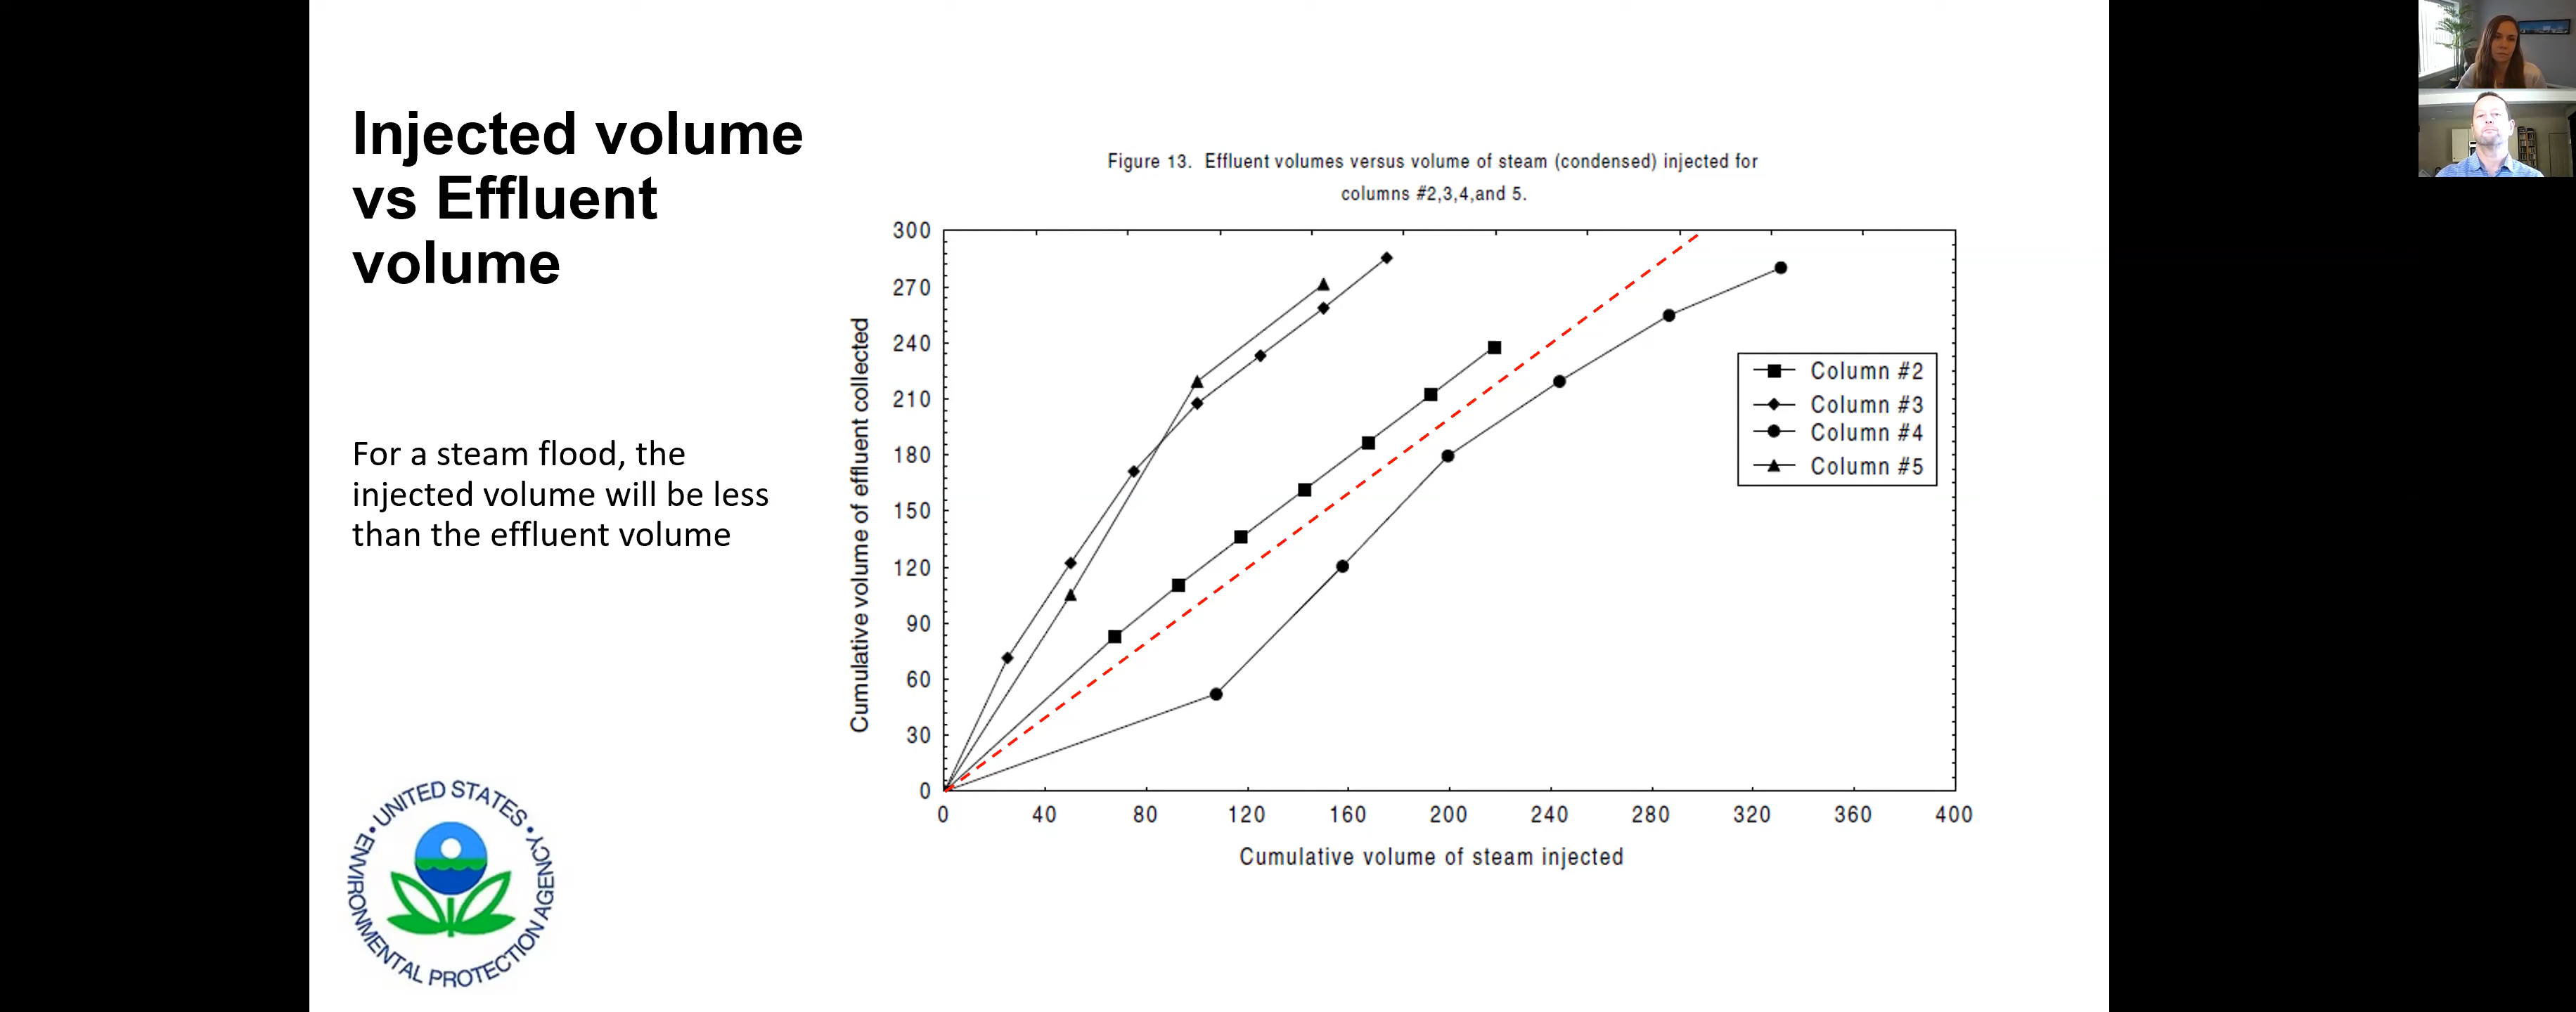 Injected volume
vs Effluent
volume
For a steam flood, the
injected volume will be less
than the effluent volume
UNITED STATES
ENVIRONMENTAL PROTECTION AGENCY
Figure 13. Effluent volumes versus volume of steam (condensed) injected for
columns #2,3,4,and 5.
Cumulative volume of effluent collected
300
270
240
210
180
150
120
90
60
30
0
0 40 80 120 160 200 240 280 320 360 400
Cumulative volume of steam injected
Column #2
Column #3
Column #4
Column #5